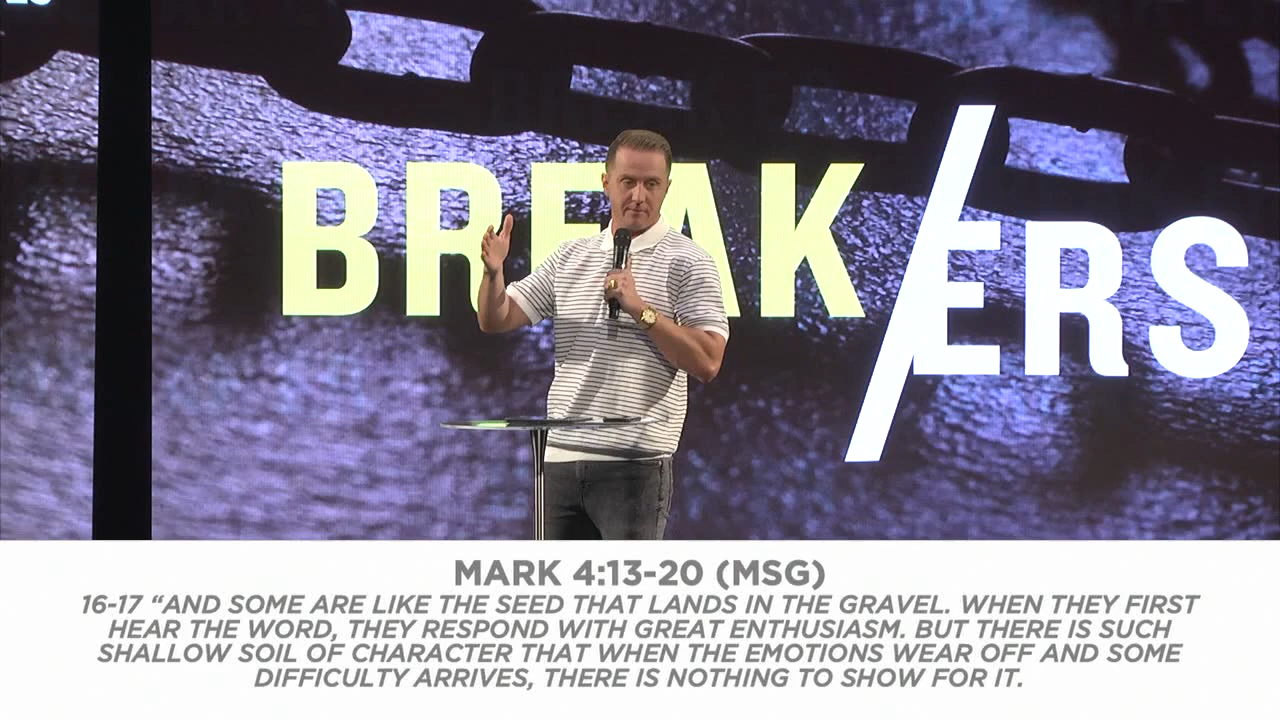 BREAK/ERS
MARK 4:13-20 (MSG)
16-17 “AND SOME ARE LIKE THE SEED THAT LANDS IN THE GRAVEL. WHEN THEY FIRST
HEAR THE WORD, THEY RESPOND WITH GREAT ENTHUSIASM. BUT THERE IS SUCH
SHALLOW SOIL OF CHARACTER THAT WHEN THE EMOTIONS WEAR OFF AND SOME
DIFFICULTY ARRIVES, THERE IS NOTHING TO SHOW FOR IT.